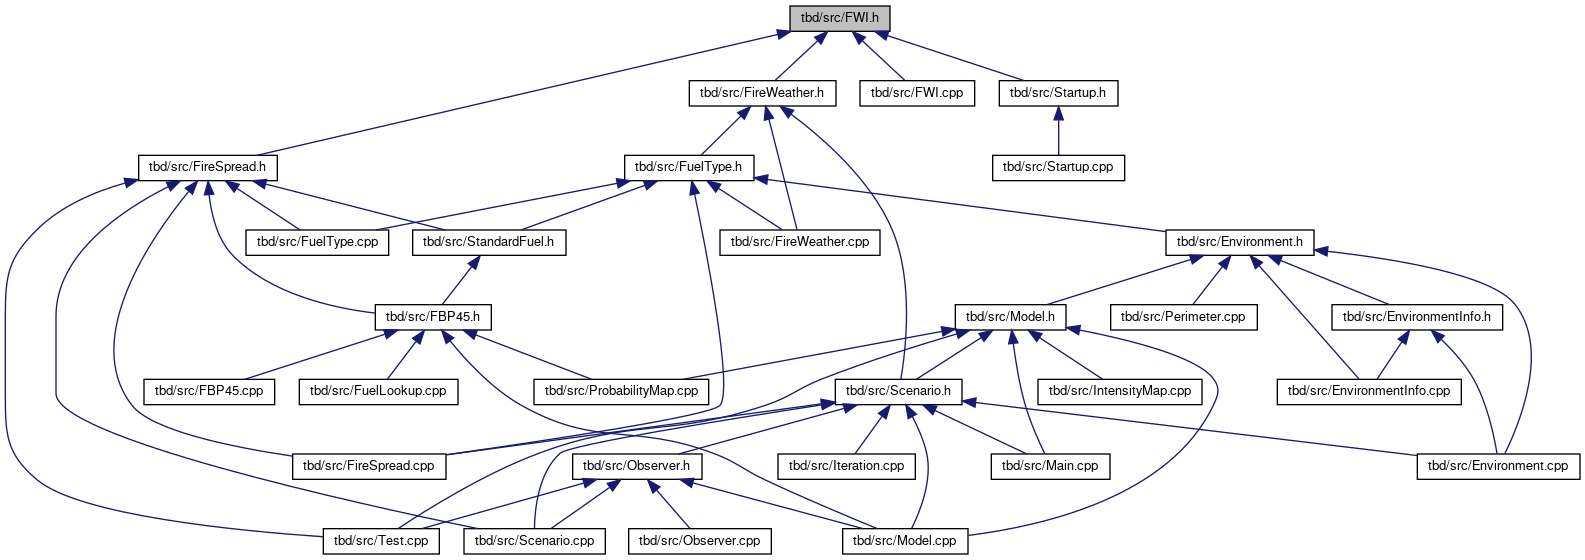 tbd/src/FWI.h
tbd/src/FireWeather.h
tbd/src/FWI.cpp
tbd/src/Startup.h
tbd/src/FireSpread.h
tbd/src/FuelType.h
tbd/src/Startup.cpp
tbd/src/FuelType.cpp
tbd/src/StandardFuel.h
tbd/src/FireWeather.cpp
tbd/src/Environment.h
tbd/src/FBP45.h
tbd/src/Model.h
tbd/src/Perimeter.cpp
tbd/src/EnvironmentInfo.h
tbd/src/FBP45.cpp
tbd/src/FuelLookup.cpp
tbd/src/ProbabilityMap.cpp
tbd/src/Scenario.h
tbd/src/IntensityMap.cpp
tbd/src/EnvironmentInfo.cpp
tbd/src/FireSpread.cpp
tbd/src/Observer.h
tbd/src/Iteration.cpp
tbd/src/Main.cpp
tbd/src/Environment.cpp
tbd/src/Test.cpp
tbd/src/Scenario.cpp
tbd/src/Observer.cpp
tbd/src/Model.cpp